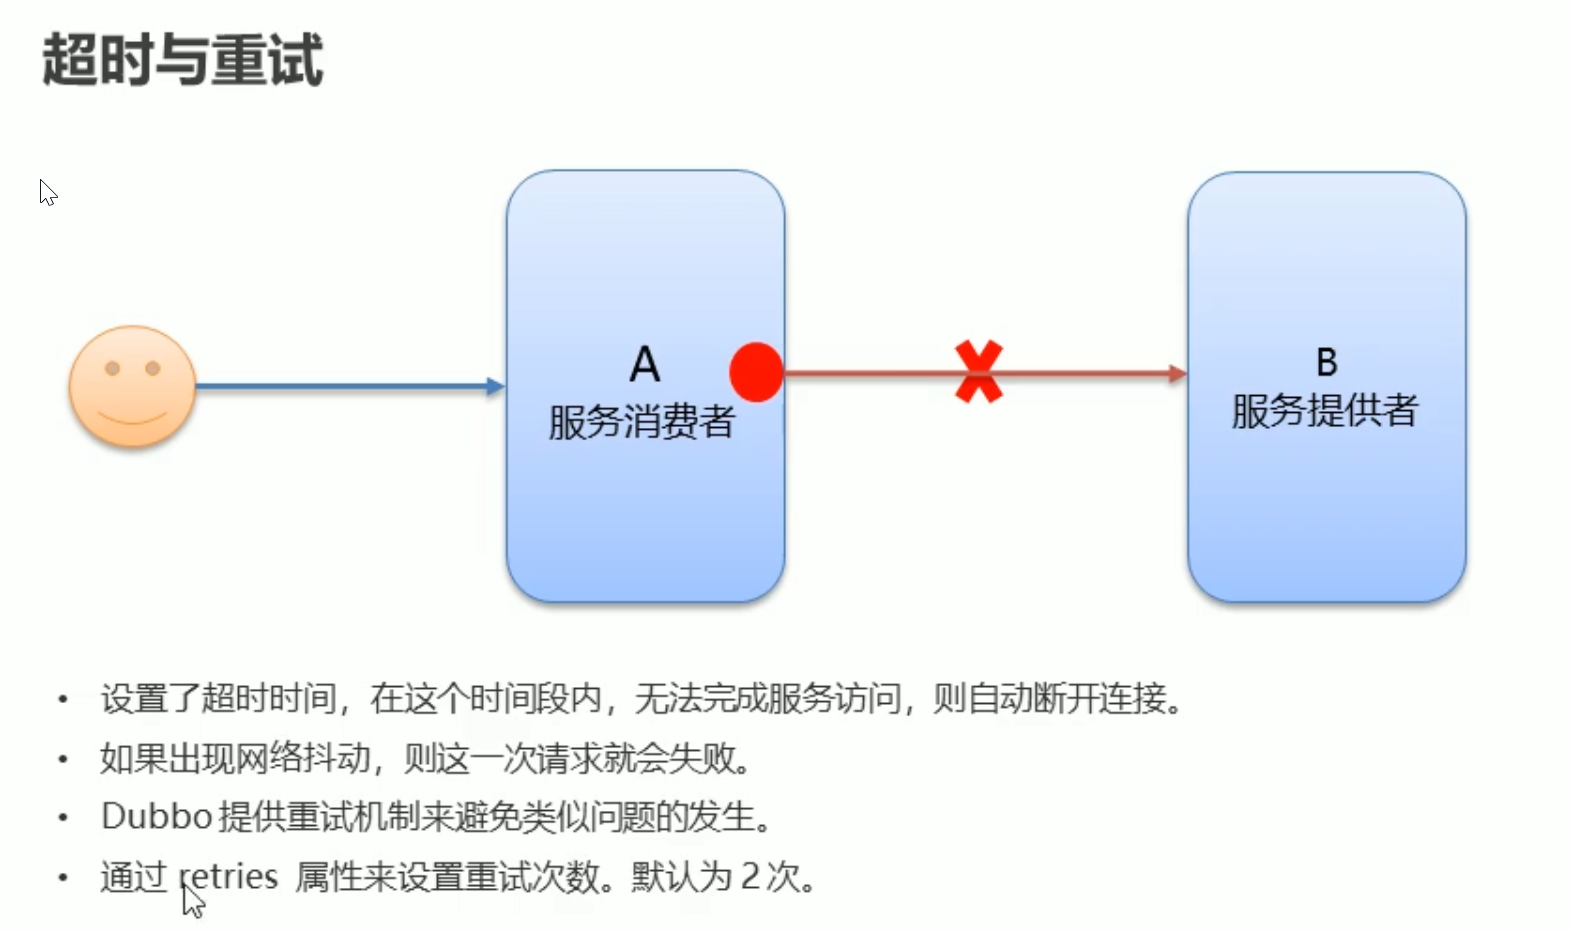 超时与重试
A
服务消费者
B
服务提供者
• 设置了超时时间，在这个时间段内，无法完成服务访问，则自动断开连接。
• 如果出现网络抖动，则这一次请求就会失败。
• Dubbo 提供重试机制来避免类似问题的发生。
• 通过 retries 属性来设置重试次数。默认为 2 次。